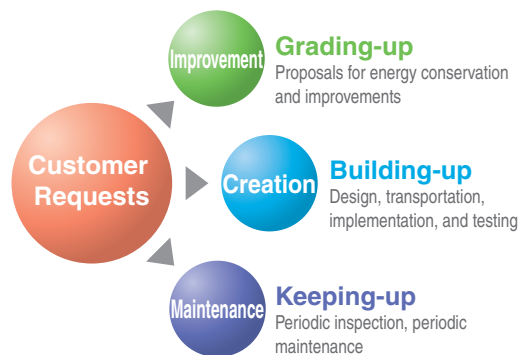 Improvement
Grading-up
Proposals for energy conservation
and improvements
Customer
Requests
Creation
Building-up
Design, transportation,
implementation, and testing
Maintenance
Keeping-up
Periodic inspection, periodic
maintenance